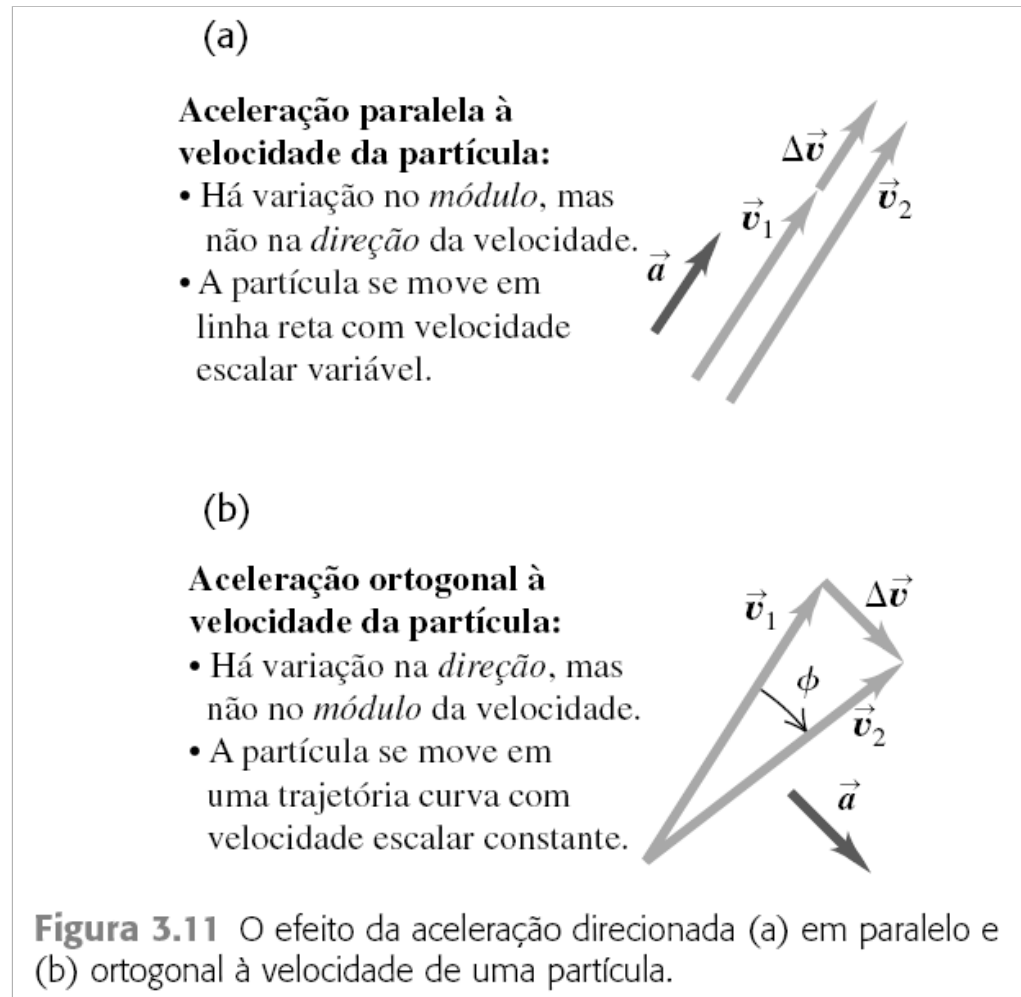 (a)
Aceleração paralela à
velocidade da partícula:
• Há variação no módulo, mas
não na direção da velocidade.
• A partícula se move em
linha reta com velocidade
escalar variável.
Δv⃗
v⃗₁
v⃗₂
a⃗
(b)
Aceleração ortogonal à
velocidade da partícula:
• Há variação na direção, mas
não no módulo da velocidade.
• A partícula se move em
uma trajetória curva com
velocidade escalar constante.
v⃗₁
Δv⃗
ϕ
v⃗₂
a⃗
Figura 3.11 O efeito da aceleração direcionada (a) em paralelo e
(b) ortogonal à velocidade de uma partícula.